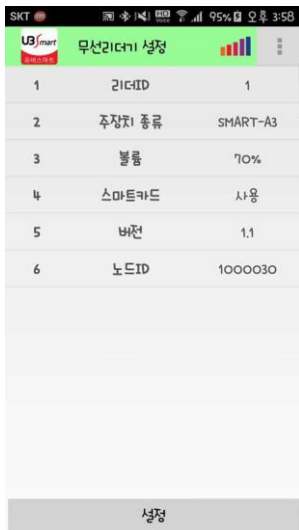 SKT 95% 오후 3:58
UBSmart 유비스마트 무선리더기 설정
1 리더ID 1
2 주장치 종류 SMART-A3
3 볼륨 70%
4 스마트카드 사용
5 버전 1.1
6 노드ID 1000030
설정